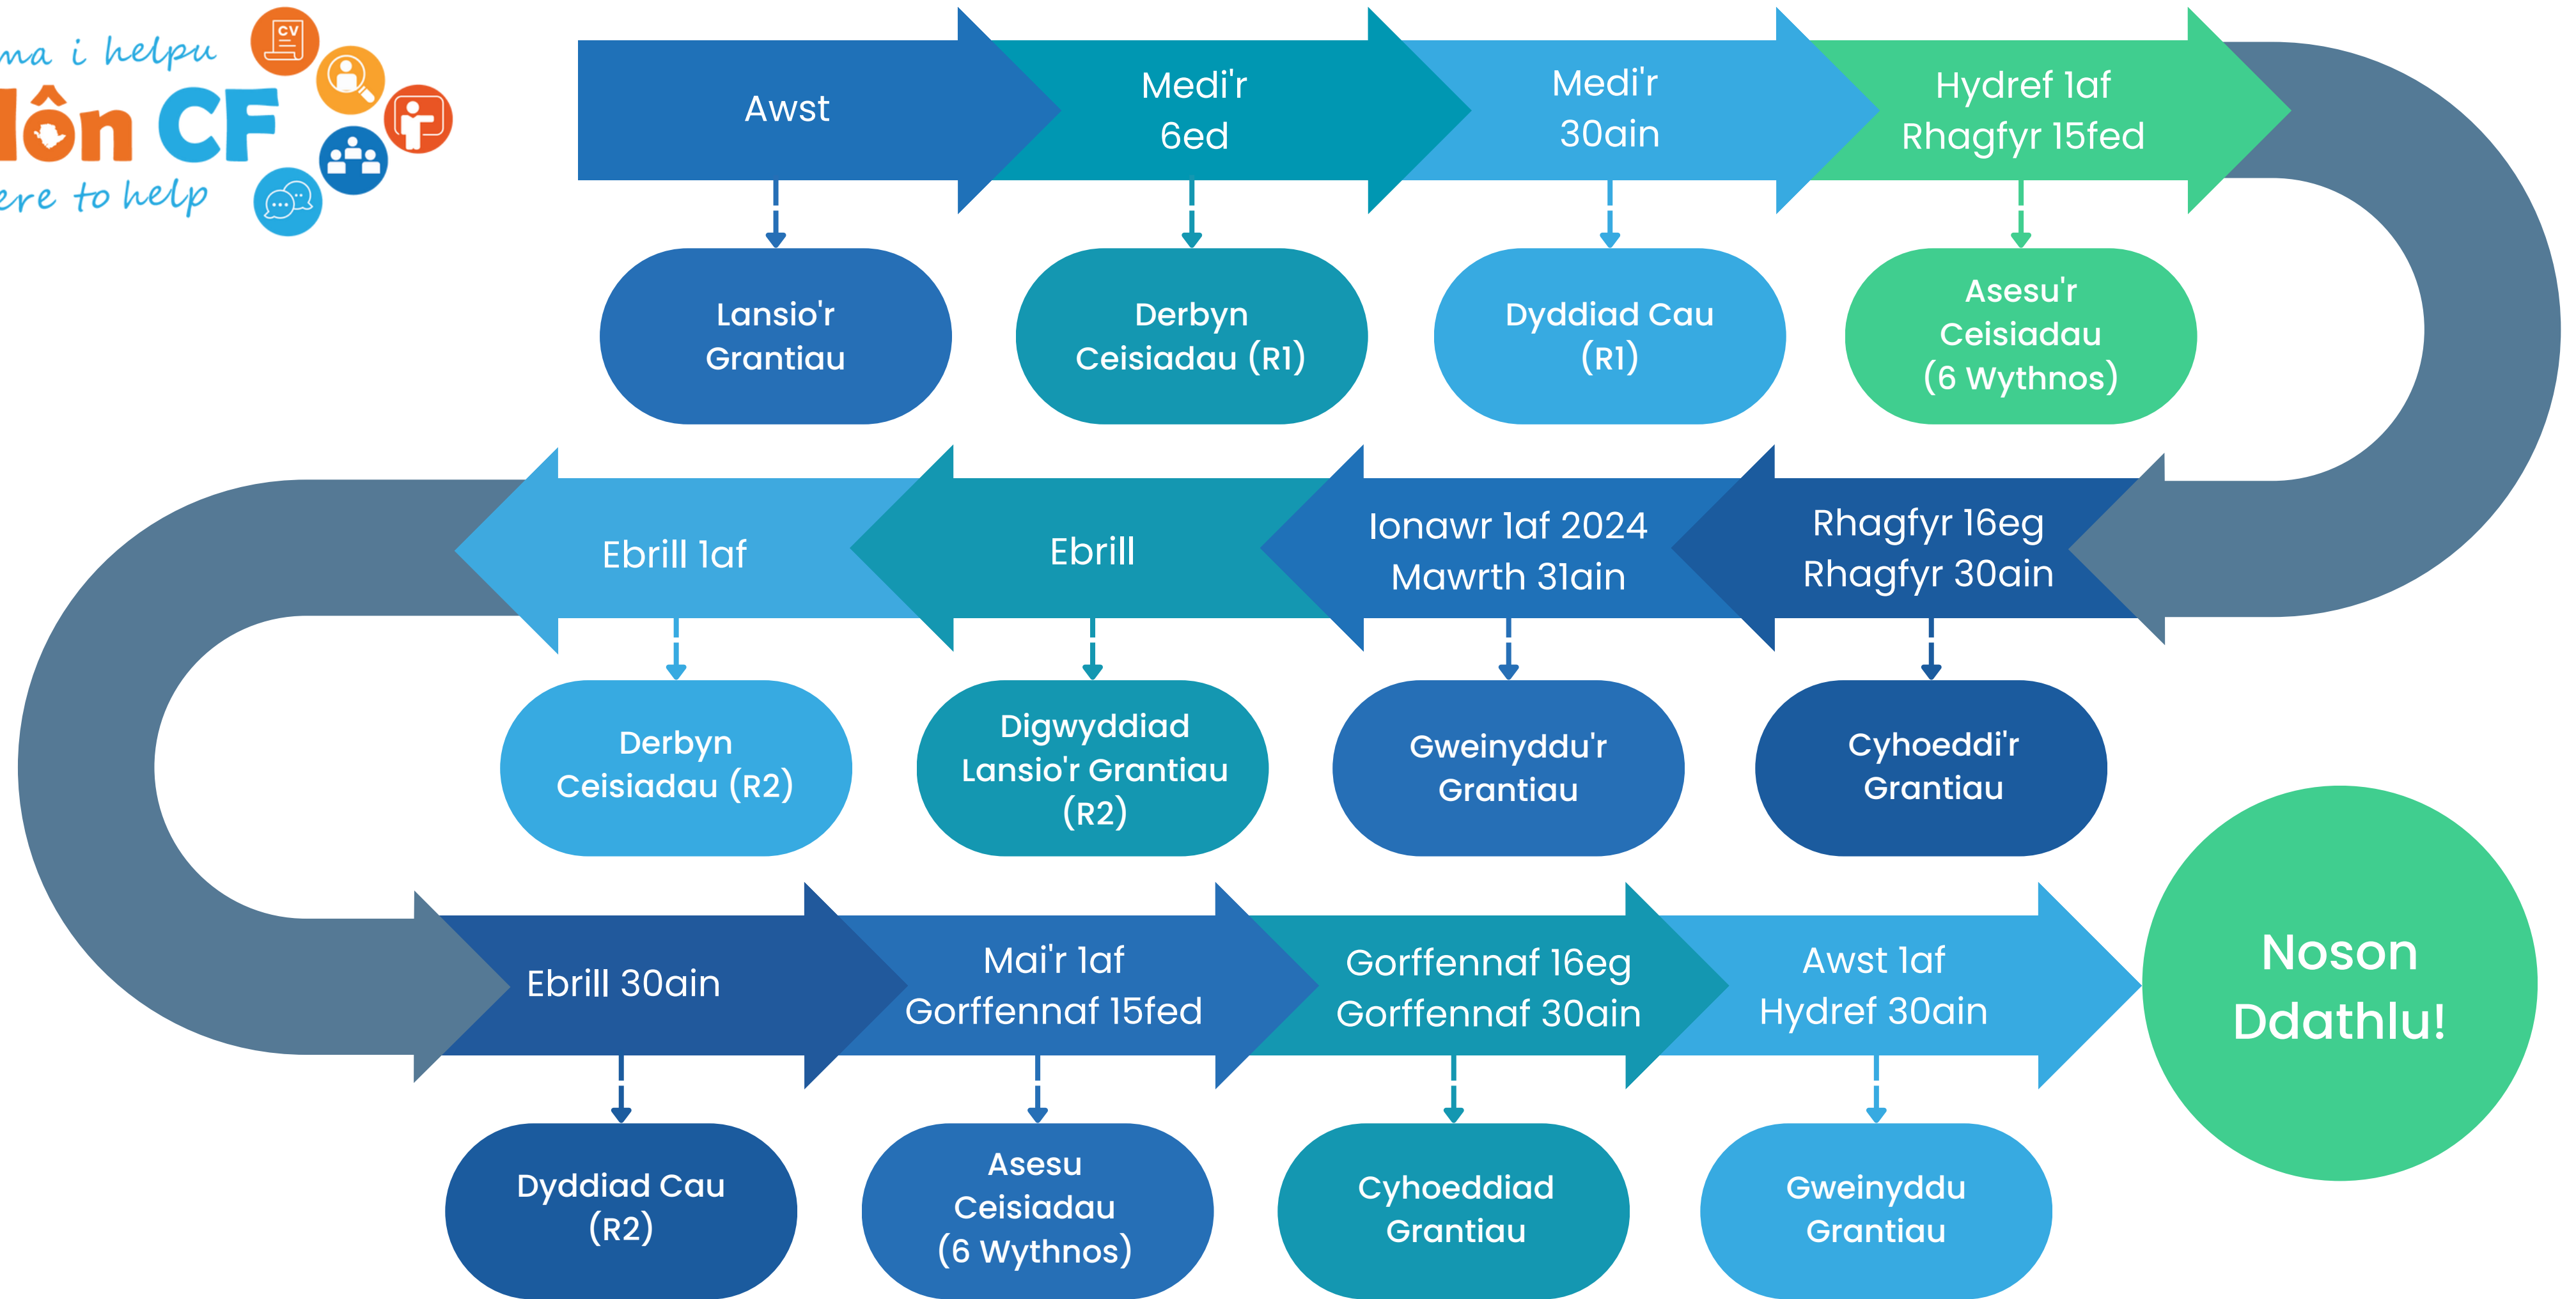 CV
i helpu
CF
to help
Awst
Medi'r
6ed
Medi'r
30ain
Hydref 1af
Rhagfyr 15fed
Lansio'r
Grantiau
Derbyn
Ceisiadau (R1)
Dyddiad Cau
(R1)
Asesu'r
Ceisiadau
(6 Wythnos)
Rhagfyr 16eg
Rhagfyr 30ain
Ionawr 1af 2024
Mawrth 31ain
Ebrill
Ebrill 1af
Cyhoeddi'r
Grantiau
Gweinyddu'r
Grantiau
Digwyddiad
Lansio'r Grantiau
(R2)
Derbyn
Ceisiadau (R2)
Ebrill 30ain
Mai'r 1af
Gorffennaf 15fed
Gorffennaf 16eg
Gorffennaf 30ain
Awst 1af
Hydref 30ain
Noson
Ddathlu!
Dyddiad Cau
(R2)
Asesu
Ceisiadau
(6 Wythnos)
Cyhoeddiad
Grantiau
Gweinyddu
Grantiau